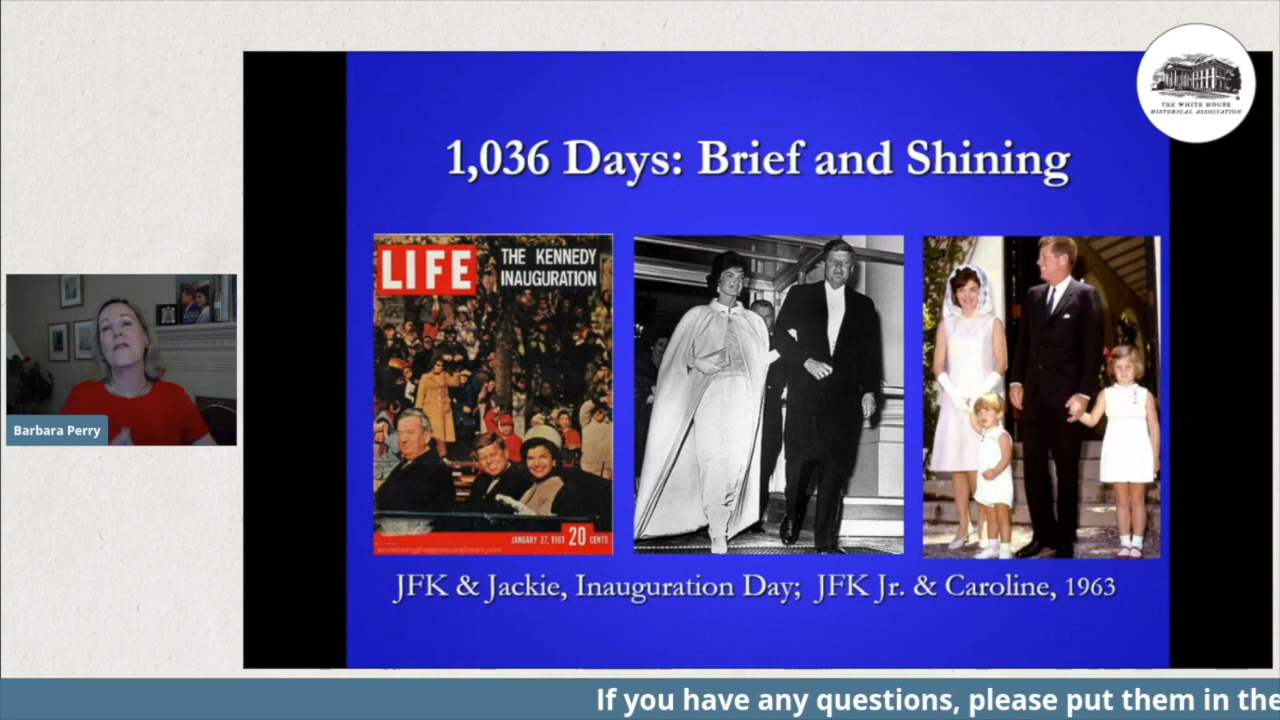 THE WHITE HOUSE
HISTORICAL ASSOCIATION
1,036 Days: Brief and Shining
LIFE
THE KENNEDY
INAUGURATION
JANUARY 27, 1961 20 CENTS
JFK & Jackie, Inauguration Day; JFK Jr. & Caroline, 1963
Barbara Perry
If you have any questions, please put them in the